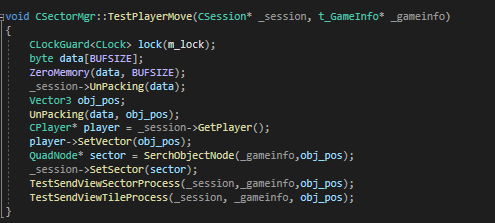 void CSectorMgr::TestPlayerMove(CSession* _session, t_GameInfo* _gameinfo)
{
CLockGuard<CLock> lock(m_lock);
byte data[BUFSIZE];
ZeroMemory(data, BUFSIZE);
_session->UnPacking(data);
Vector3 obj_pos;
UnPacking(data, obj_pos);
CPlayer* player = _session->GetPlayer();
player->SetVector(obj_pos);
QuadNode* sector = SerchObjectNode(_gameinfo,obj_pos);
_session->SetSector(sector);
TestSendViewSectorProcess(_session,_gameinfo,obj_pos);
TestSendViewTileProcess(_session, _gameinfo, obj_pos);
}